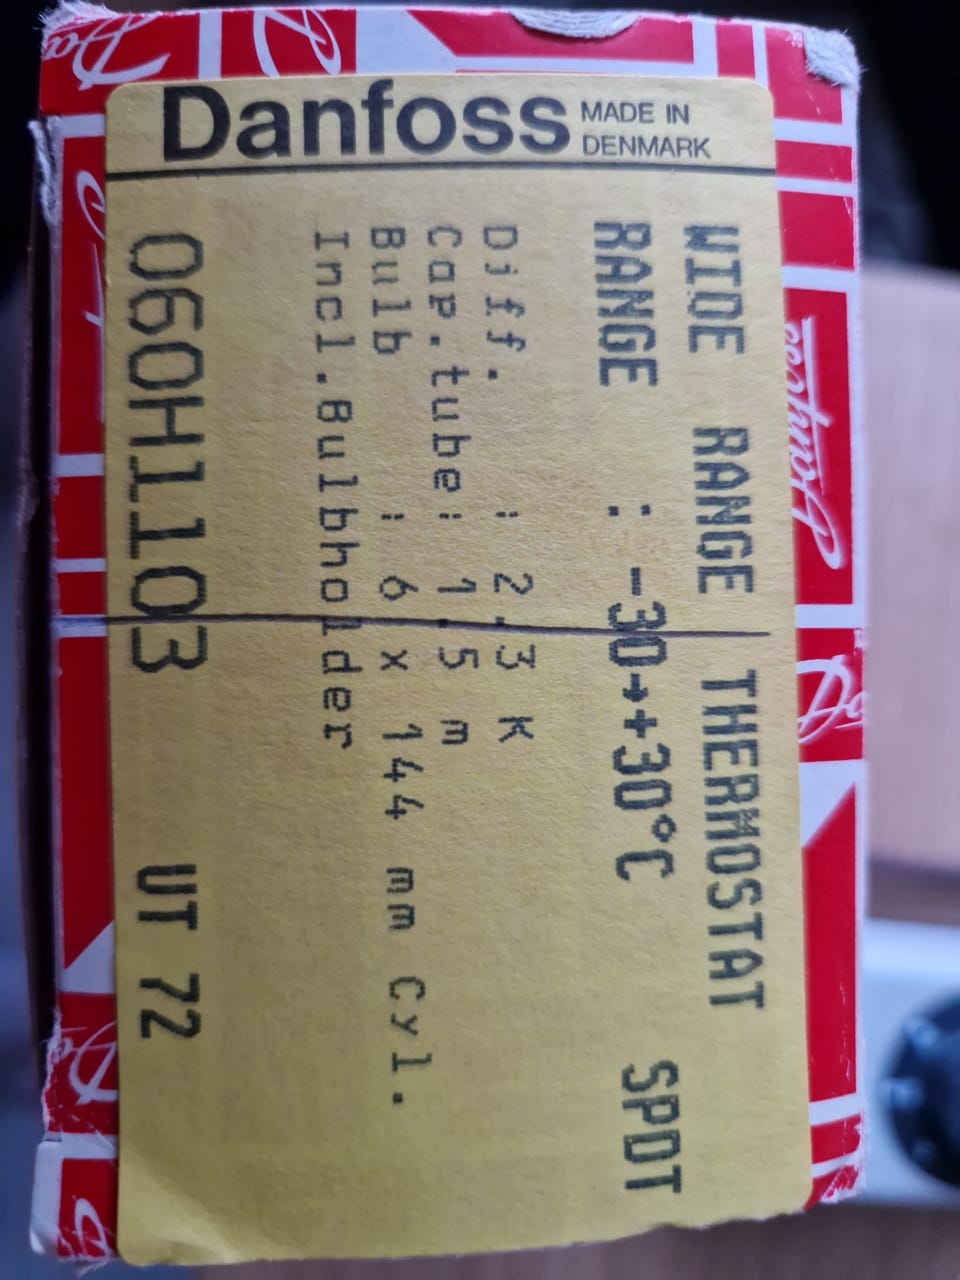 Danfoss
MADE IN
DENMARK
WIDE RANGE THERMOSTAT
RANGE : -30→+30°C SPDT
Diff. : 2.3 K
Cap.tube: 1.5 m
Bulb : 6 x 144 mm Cyl.
Incl.Bulbholder
060H1103 UT 72
Danfoss